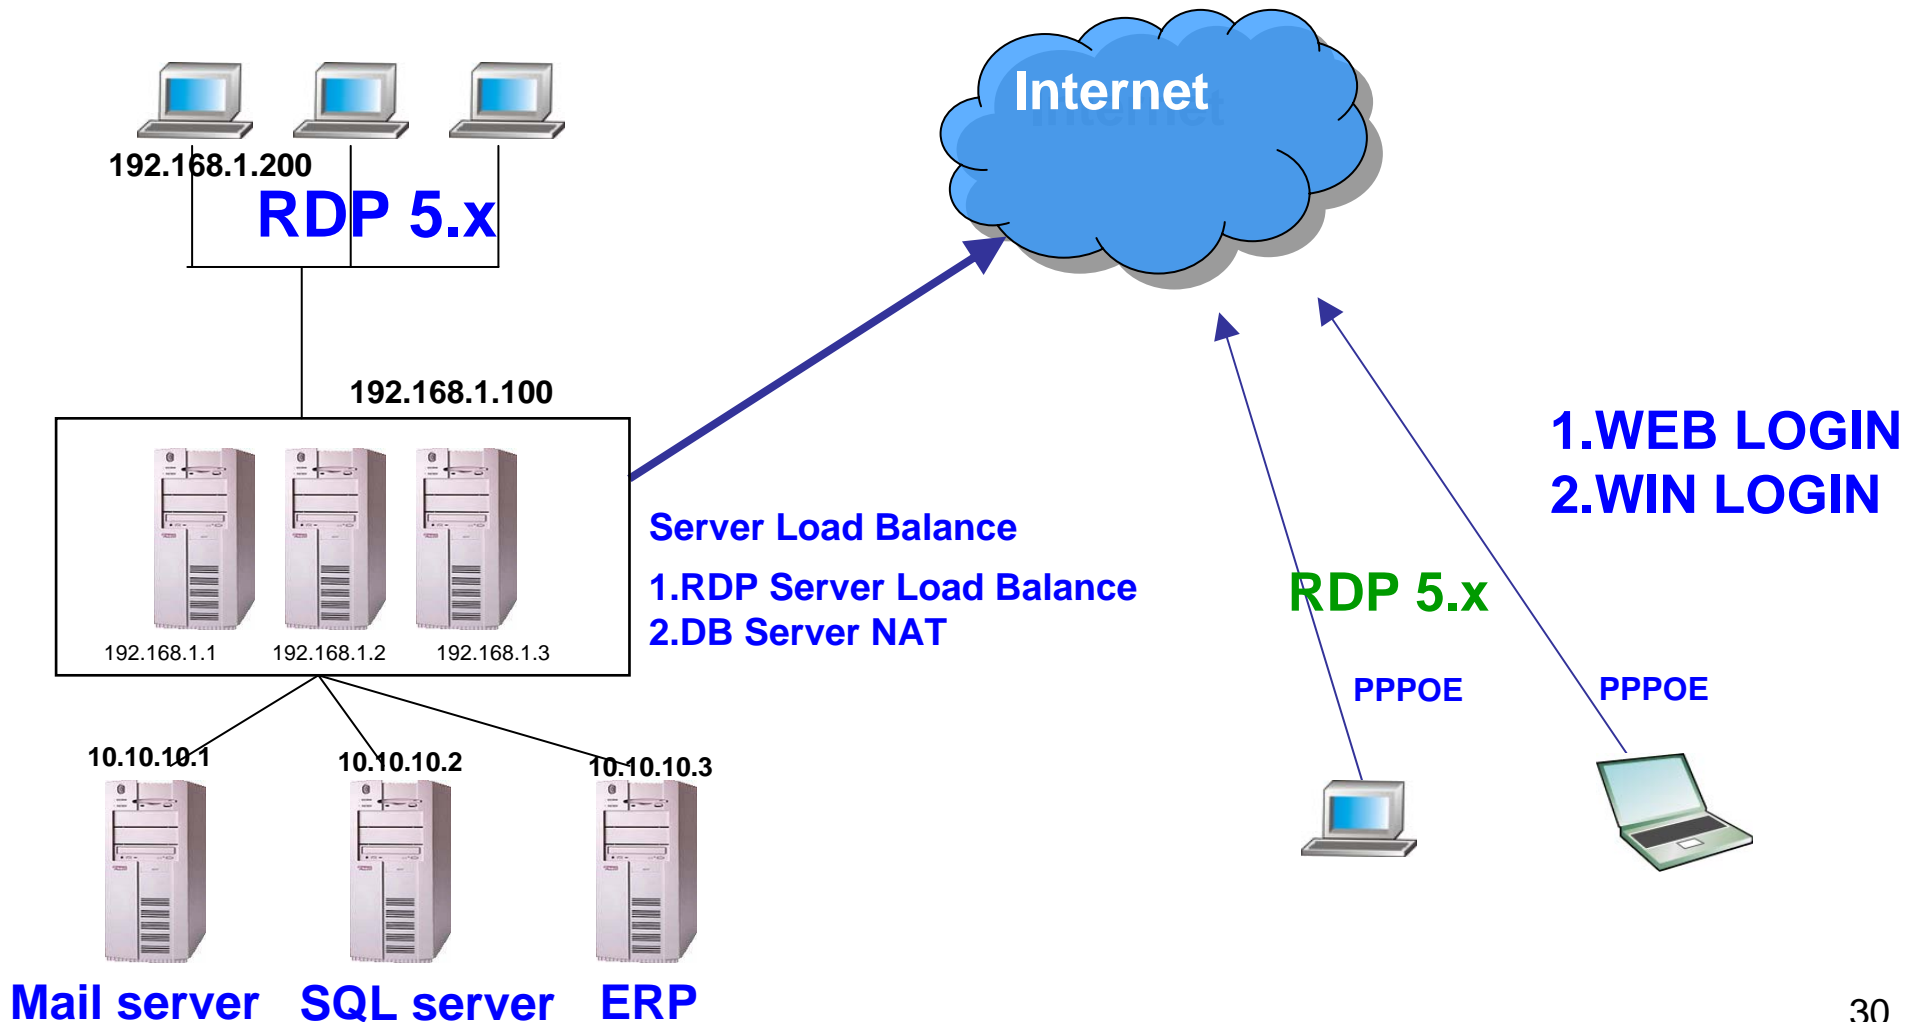 Internet
192.168.1.200
RDP 5.x
192.168.1.100
1.WEB LOGIN
2.WIN LOGIN
Server Load Balance
1.RDP Server Load Balance
2.DB Server NAT
RDP 5.x
192.168.1.1
192.168.1.2
192.168.1.3
PPPOE
PPPOE
10.10.10.1
10.10.10.2
10.10.10.3
Mail server
SQL server
ERP
30